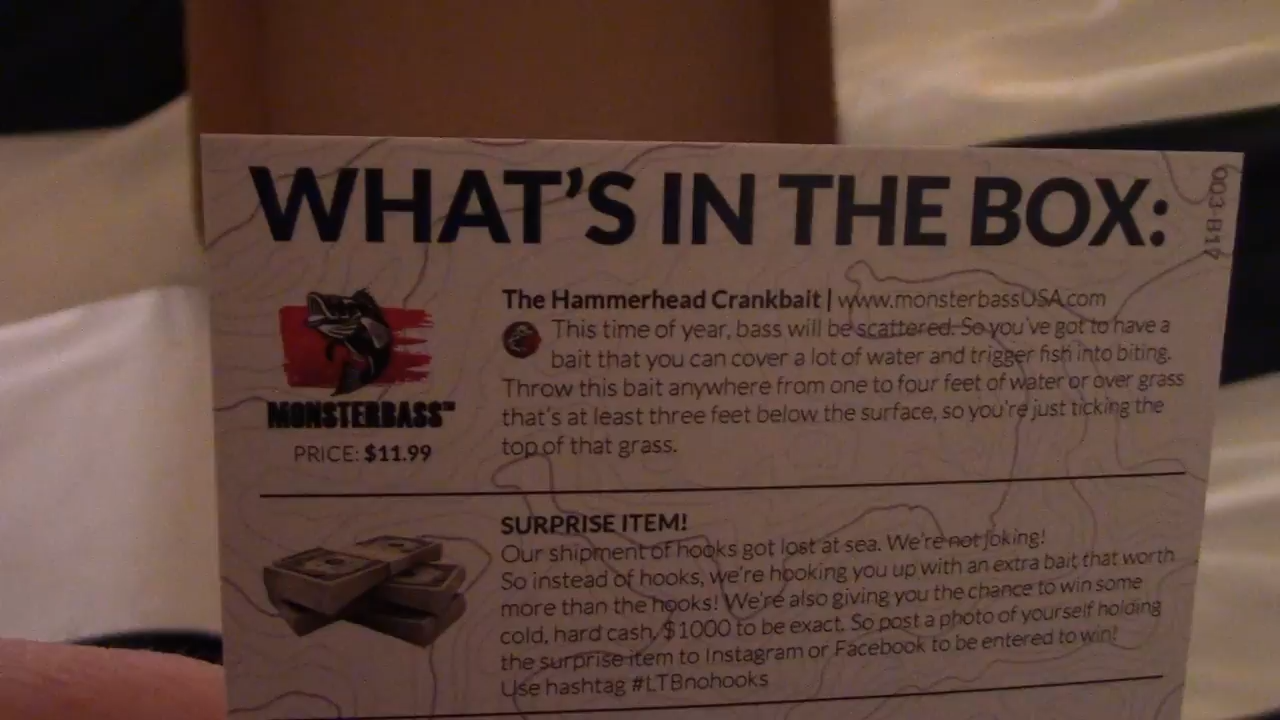 WHAT'S IN THE BOX:
003-B17
The Hammerhead Crankbait | www.monsterbassUSA.com
This time of year, bass will be scattered. So you've got to have a
bait that you can cover a lot of water and trigger fish into biting.
Throw this bait anywhere from one to four feet of water or over grass
that's at least three feet below the surface, so you're just ticking the
top of that grass.
MONSTERBASS™
PRICE: $11.99
SURPRISE ITEM!
Our shipment of hooks got lost at sea. We're not joking!
So instead of hooks, we're hooking you up with an extra bait that worth
more than the hooks! We're also giving you the chance to win some
cold, hard cash, $1000 to be exact. So post a photo of yourself holding
the surprise item to Instagram or Facebook to be entered to win!
Use hashtag #LTBnohooks